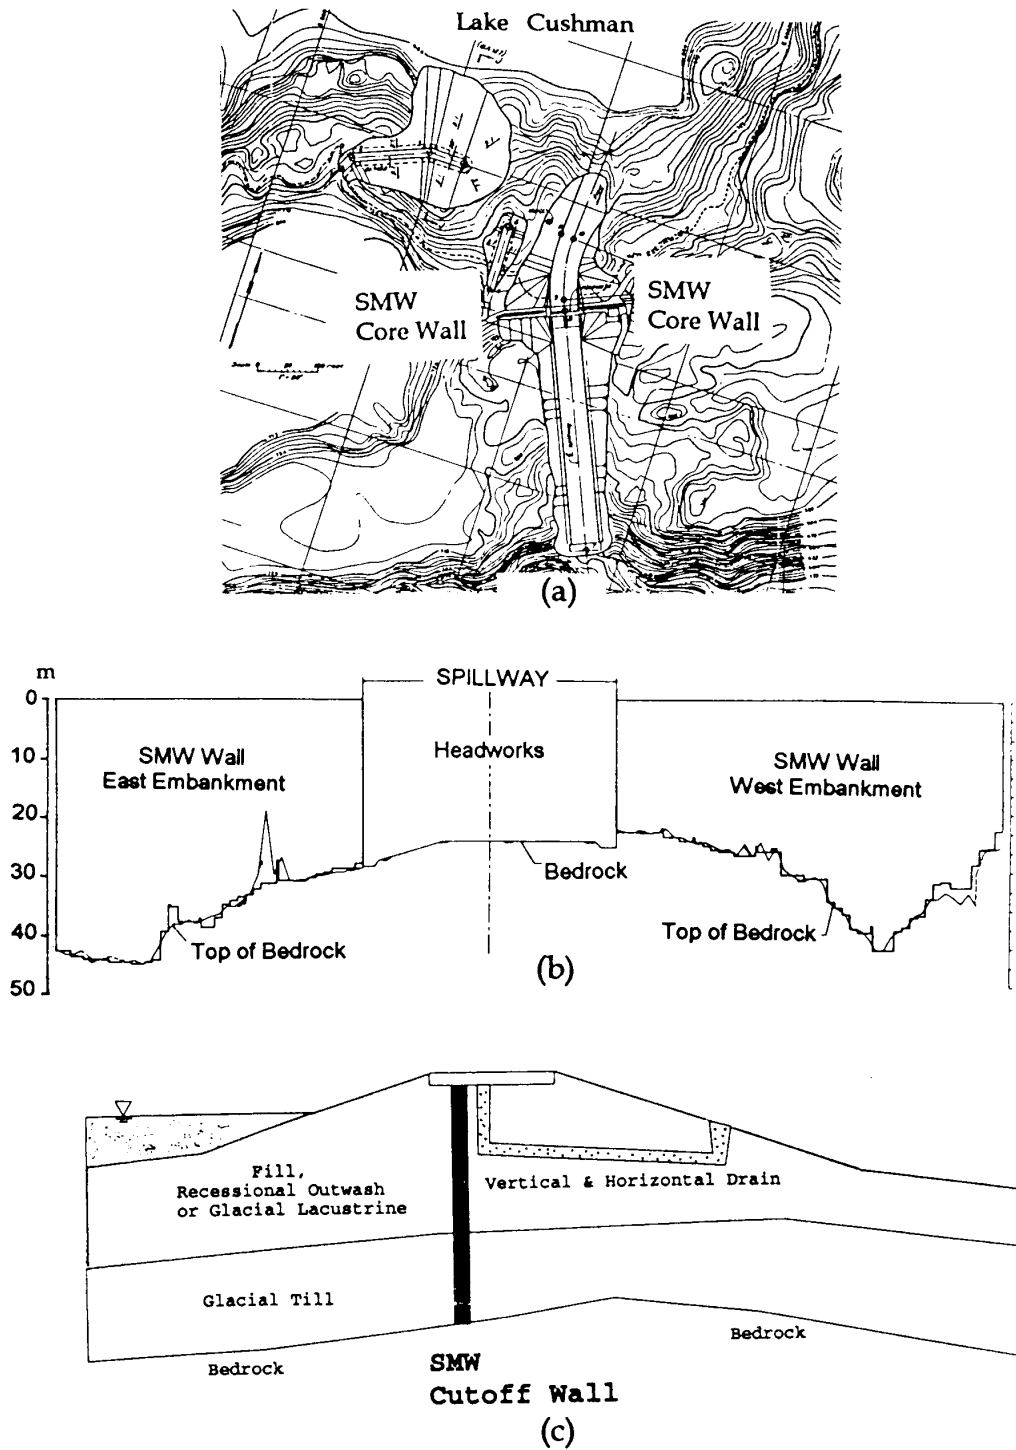 Lake Cushman
SMW
Core Wall
SMW
Core Wall
(a)
m
SPILLWAY
0
10
20
30
40
50
SMW Wall
East Embankment
Headworks
SMW Wall
West Embankment
Bedrock
Top of Bedrock
Top of Bedrock
(b)
Fill,
Recessional Outwash
or Glacial Lacustrine
Vertical & Horizontal Drain
Glacial Till
Bedrock
Bedrock
SMW
Cutoff Wall
(c)